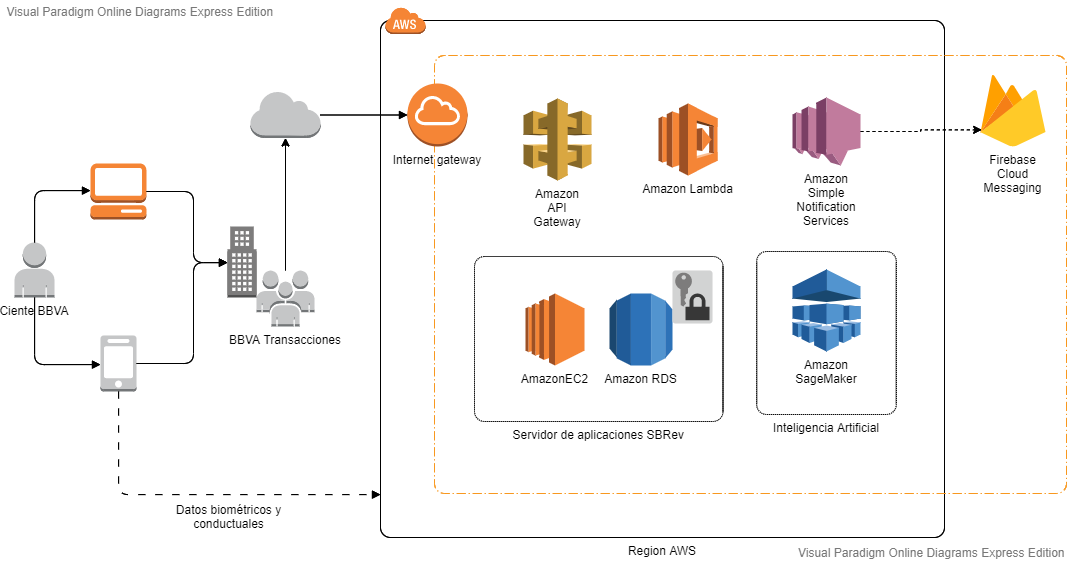 Visual Paradigm Online Diagrams Express Edition
AWS
Internet gateway
Amazon
API
Gateway
Amazon Lambda
Amazon
Simple
Notification
Services
Firebase
Cloud
Messaging
Ciente BBVA
BBVA Transacciones
AmazonEC2
Amazon RDS
Servidor de aplicaciones SBRev
Amazon
SageMaker
Inteligencia Artificial
Datos biométricos y
conductuales
Region AWS
Visual Paradigm Online Diagrams Express Edition